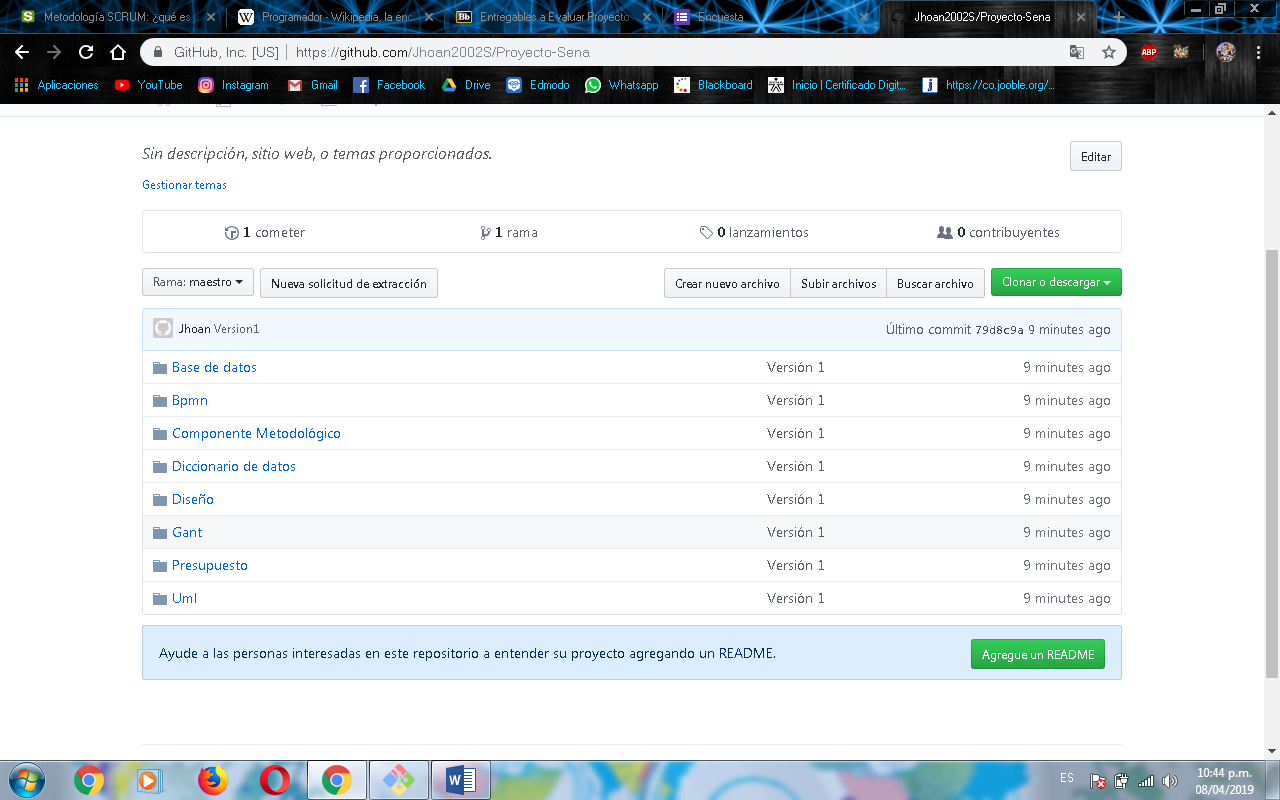 Metodología SCRUM: ¿qué es
Programador - Wikipedia, la enc
Bb Entregables a Evaluar Proyecto
Encuesta
Jhoan2002S/Proyecto-Sena
GitHub, Inc. [US] | https://github.com/Jhoan2002S/Proyecto-Sena
ABP
Aplicaciones YouTube Instagram Gmail Facebook Drive Edmodo Whatsapp Blackboard Inicio | Certificado Digit... https://co.jooble.org/...
Sin descripción, sitio web, o temas proporcionados.
Editar
Gestionar temas
1 cometer 1 rama 0 lanzamientos 0 contribuyentes
Rama: maestro Nueva solicitud de extracción Crear nuevo archivo Subir archivos Buscar archivo Clonar o descargar
Jhoan Version1 Último commit 79d8c9a 9 minutes ago
Base de datos Versión 1 9 minutes ago
Bpmn Versión 1 9 minutes ago
Componente Metodológico Versión 1 9 minutes ago
Diccionario de datos Versión 1 9 minutes ago
Diseño Versión 1 9 minutes ago
Gant Versión 1 9 minutes ago
Presupuesto Versión 1 9 minutes ago
Uml Versión 1 9 minutes ago
Ayude a las personas interesadas en este repositorio a entender su proyecto agregando un README. Agregue un README
ES
10:44 p.m.
08/04/2019